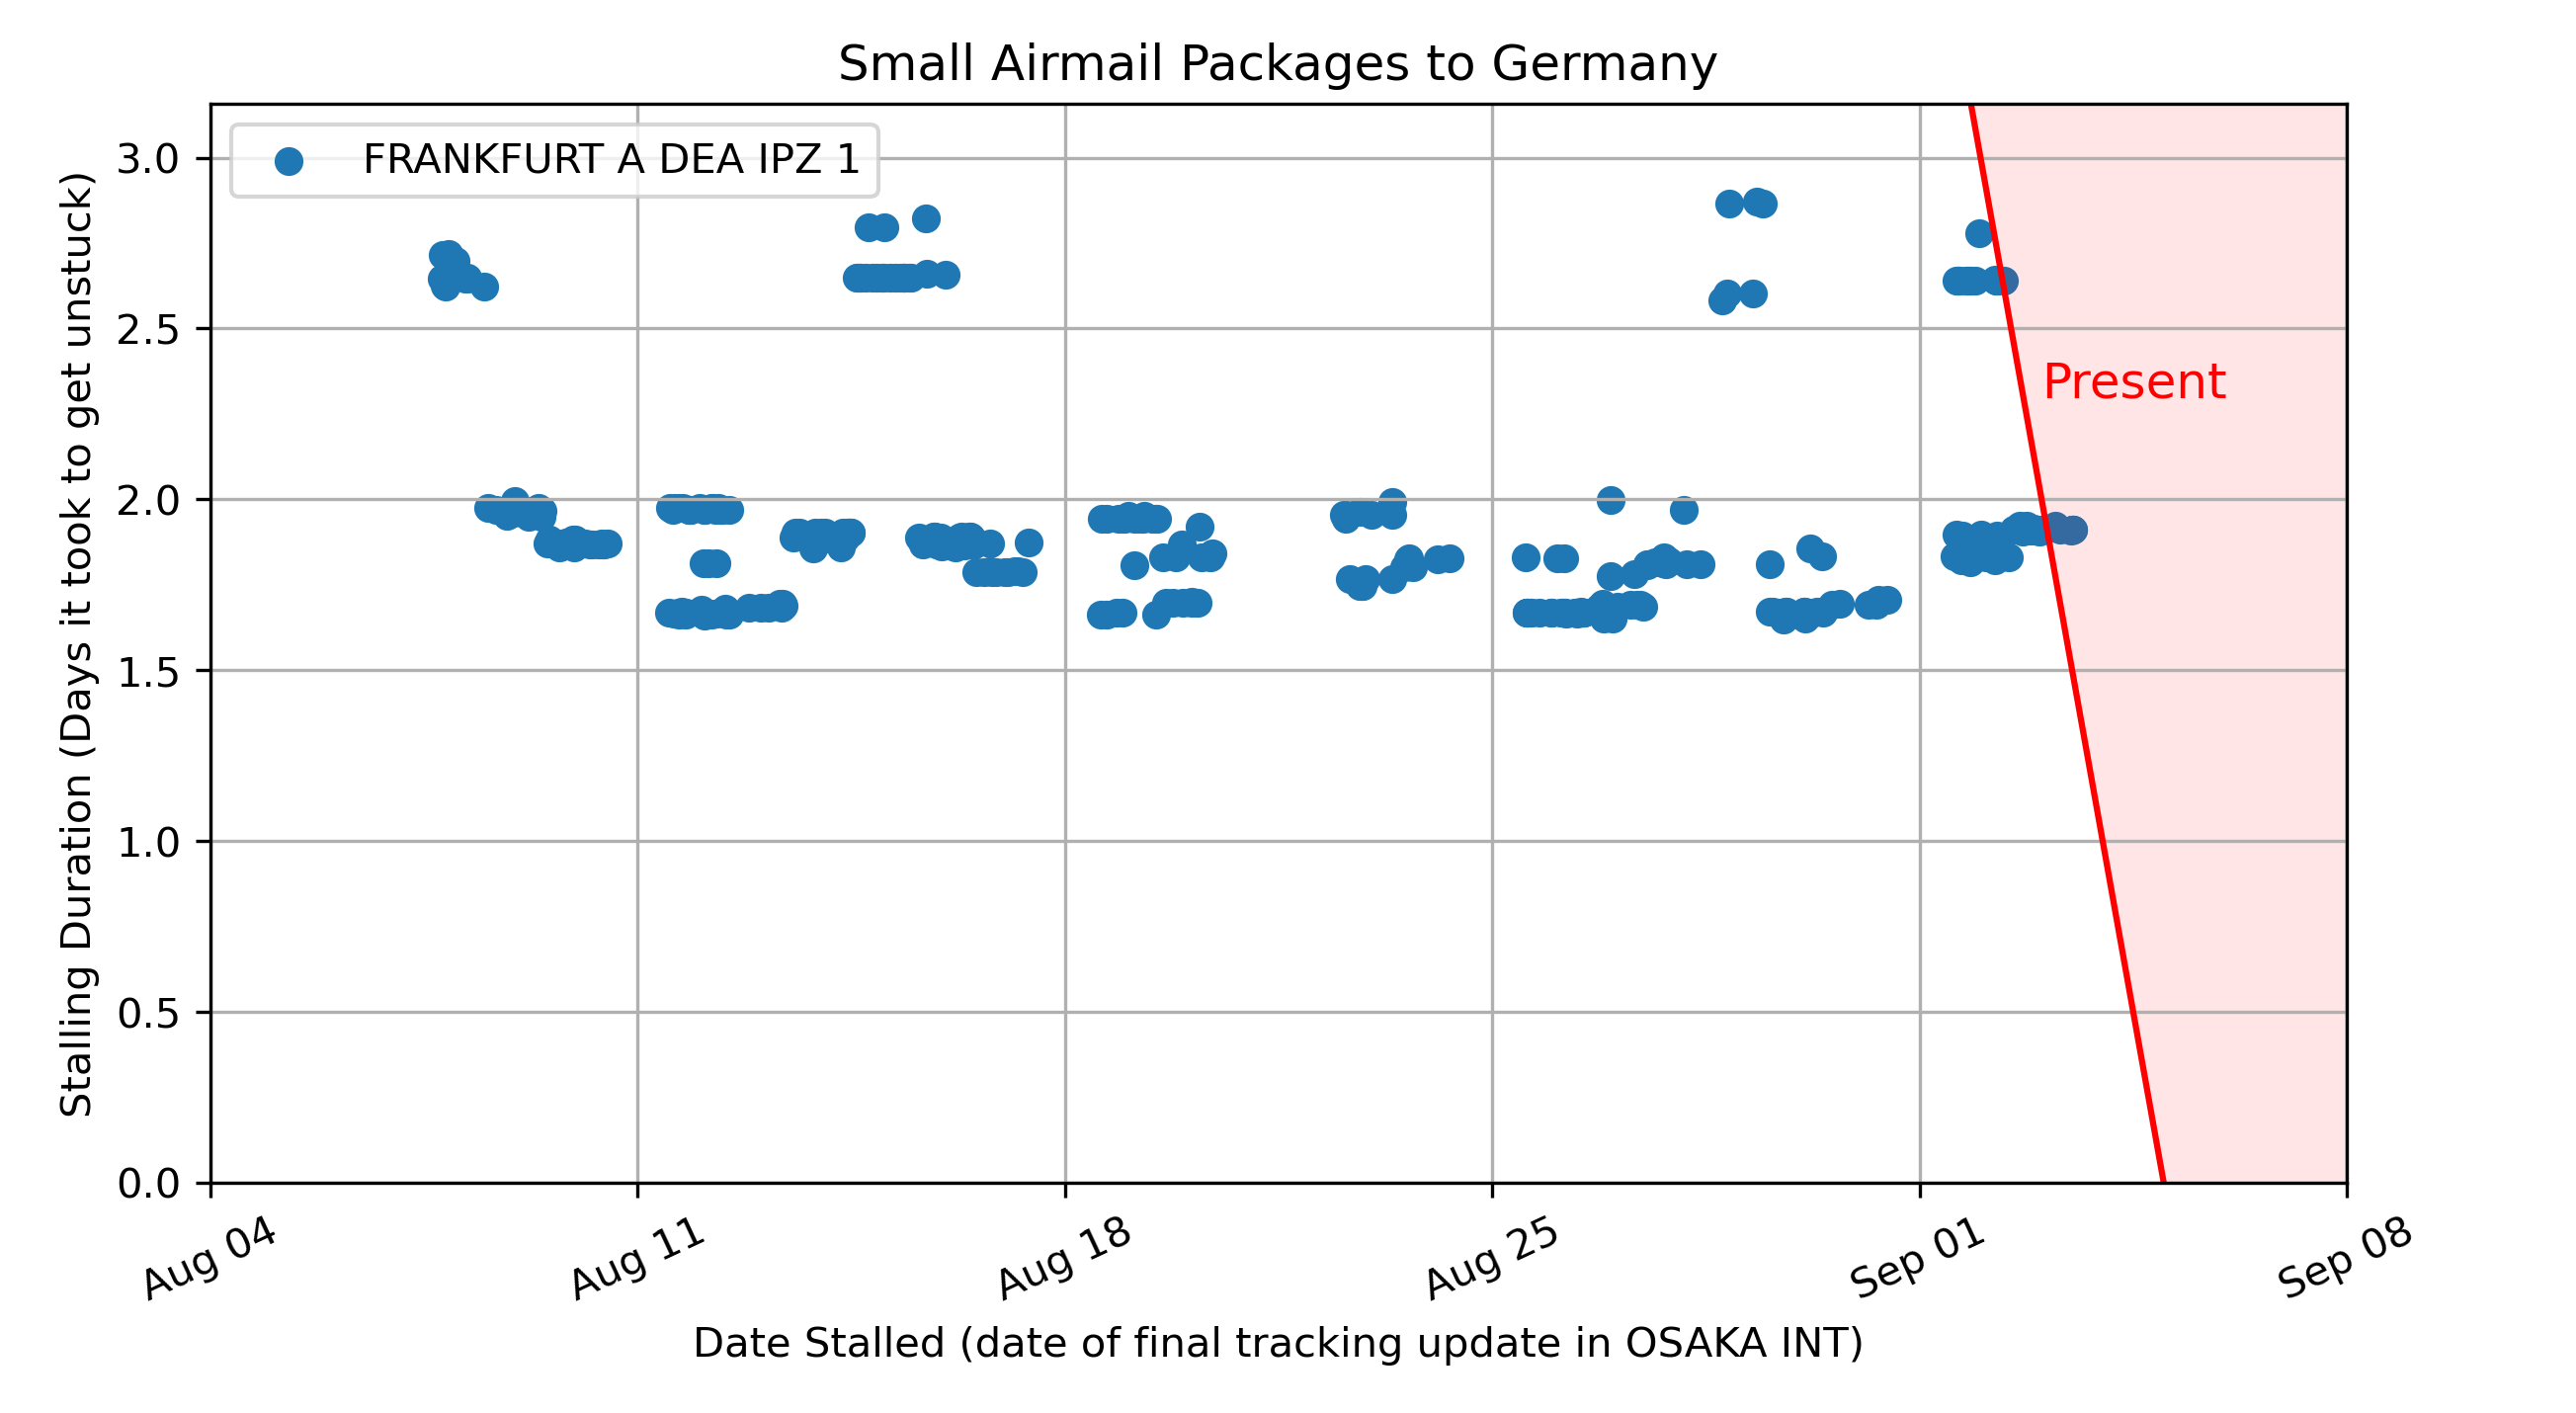 Small Airmail Packages to Germany
FRANKFURT A DEA IPZ 1
Stalling Duration (Days it took to get unstuck)
3.0
2.5
2.0
1.5
1.0
0.5
0.0
Present
Aug 04
Aug 11
Aug 18
Aug 25
Sep 01
Sep 08
Date Stalled (date of final tracking update in OSAKA INT)